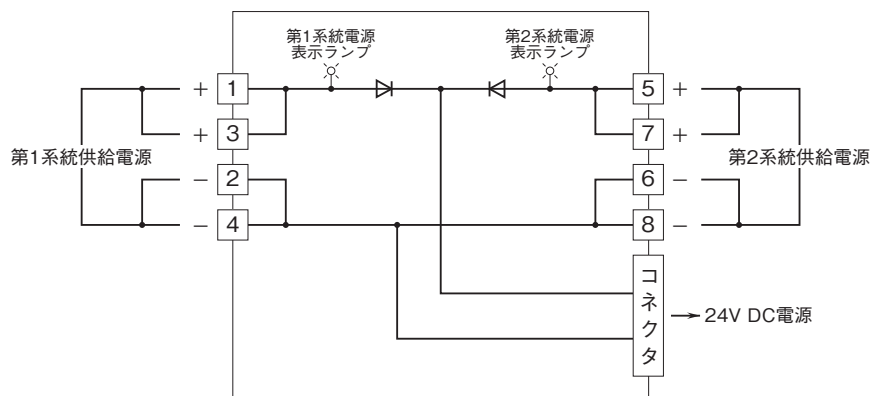 第1系統電源
表示ランプ
第2系統電源
表示ランプ
+ 1
5 +
+ 3
7 +
第1系統供給電源
第2系統供給電源
− 2
6 −
− 4
8 −
コネクタ
24V DC電源